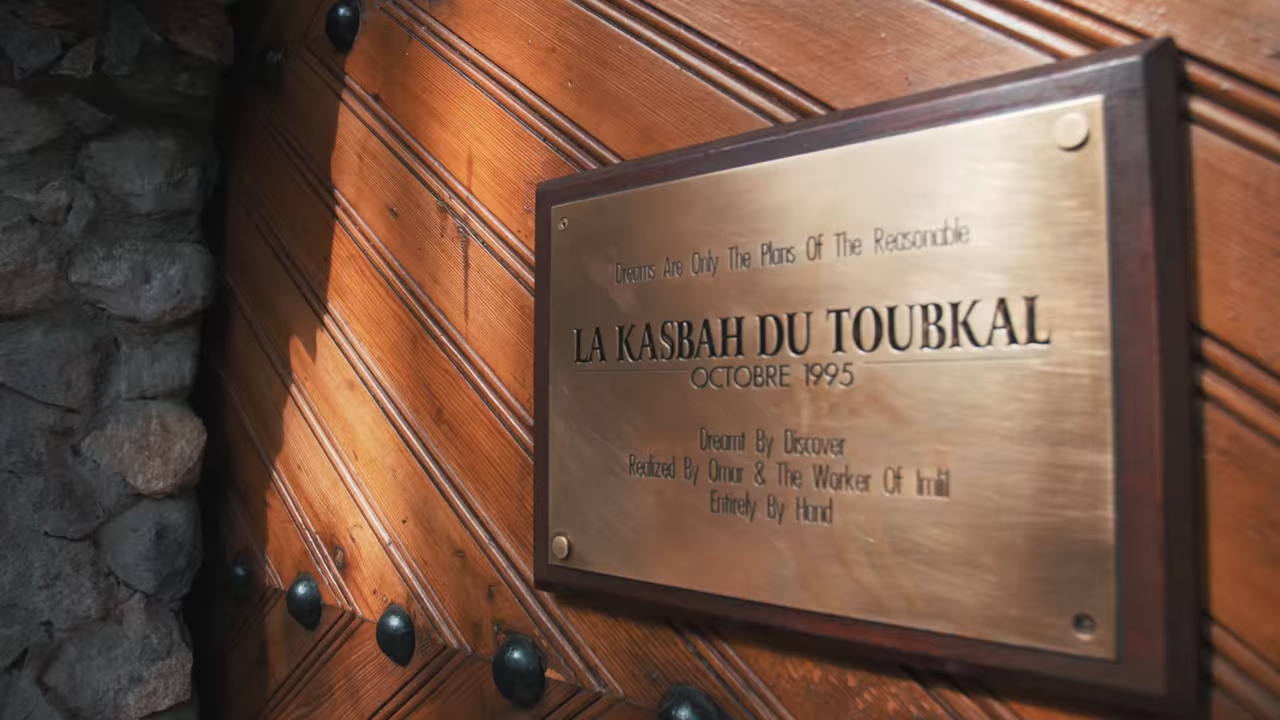 Dreams Are Only The Plans Of The Reasonable
LA KASBAH DU TOUBKAL
OCTOBRE 1995
Dreamt By Discover
Realized By Omar & The Worker Of Imlil
Entirely By Hand